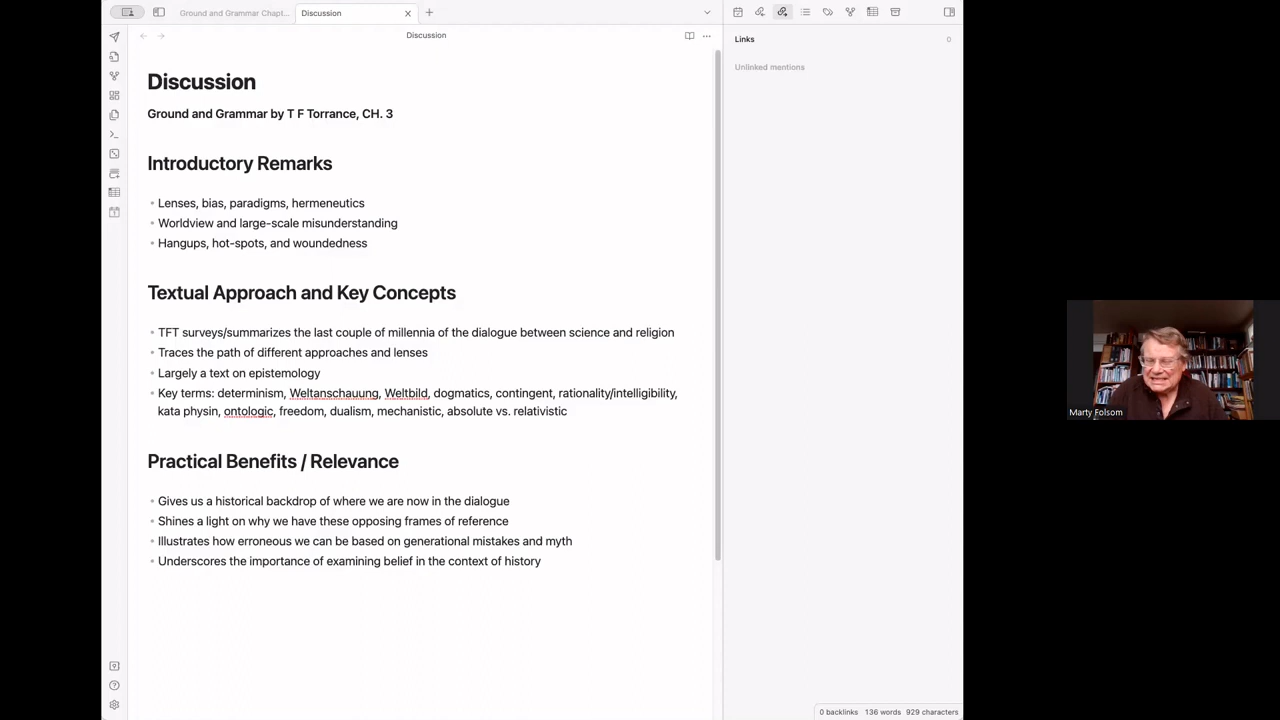 Ground and Grammar Chapt...
Discussion
Discussion
Links
0
Unlinked mentions
Discussion
Ground and Grammar by T F Torrance, CH. 3
Introductory Remarks
Lenses, bias, paradigms, hermeneutics
Worldview and large-scale misunderstanding
Hangups, hot-spots, and woundedness
Textual Approach and Key Concepts
TFT surveys/summarizes the last couple of millennia of the dialogue between science and religion
Traces the path of different approaches and lenses
Largely a text on epistemology
Key terms: determinism, Weltanschauung, Weltbild, dogmatics, contingent, rationality/intelligibility,
kata physin, ontologic, freedom, dualism, mechanistic, absolute vs. relativistic
Practical Benefits / Relevance
Gives us a historical backdrop of where we are now in the dialogue
Shines a light on why we have these opposing frames of reference
Illustrates how erroneous we can be based on generational mistakes and myth
Underscores the importance of examining belief in the context of history
Marty Folsom
0 backlinks 136 words 929 characters